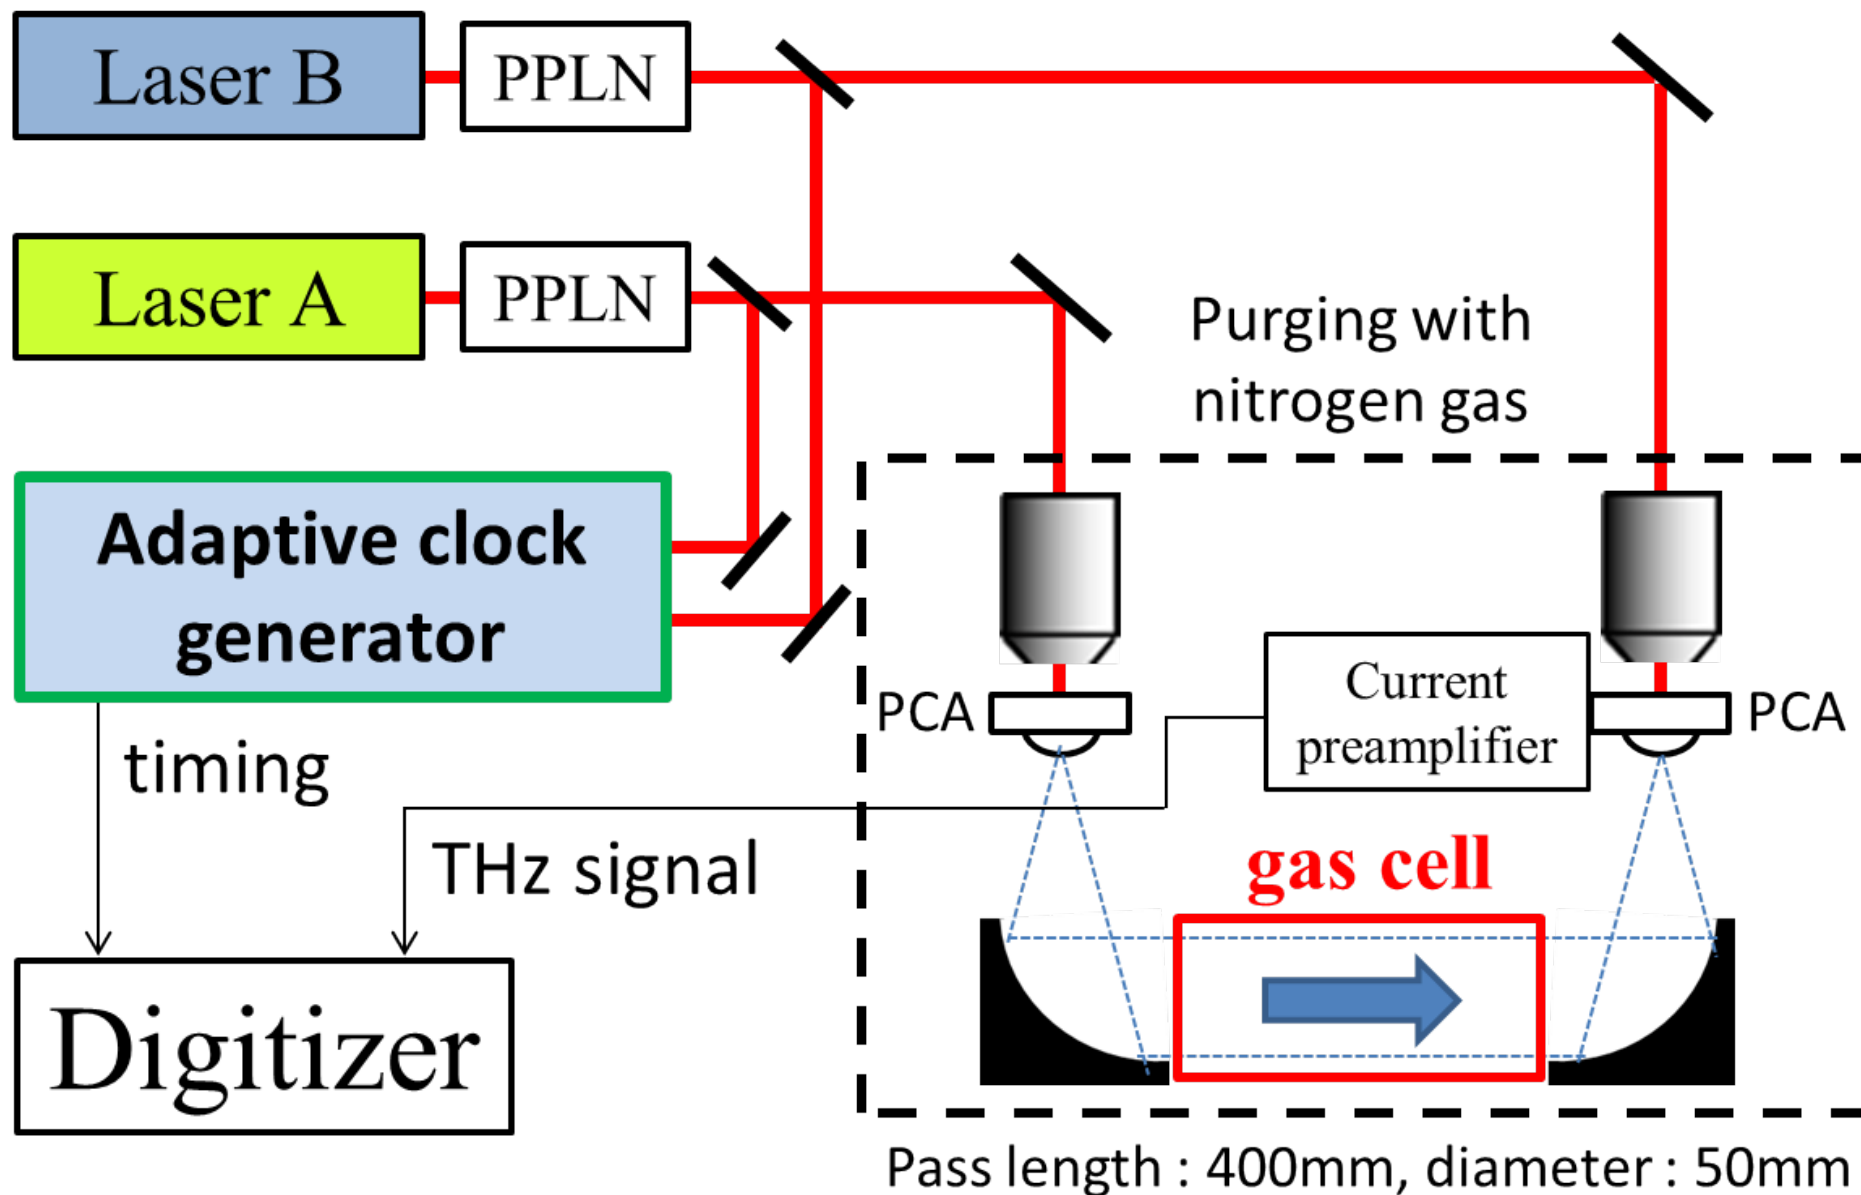 Laser B
PPLN
Laser A
PPLN
Purging with
nitrogen gas
Adaptive clock
generator
PCA
Current
preamplifier
PCA
timing
THz signal
gas cell
Digitizer
Pass length : 400mm, diameter : 50mm